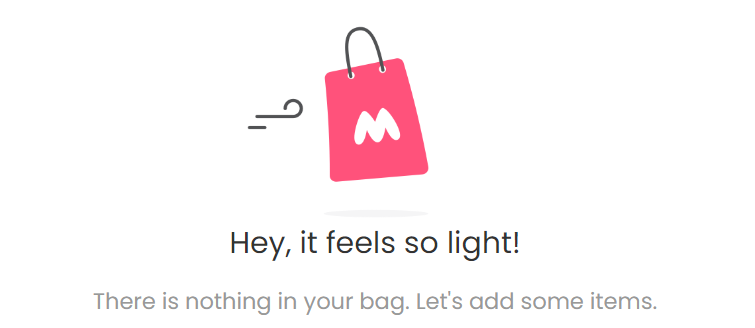 M
Hey, it feels so light!
There is nothing in your bag. Let's add some items.